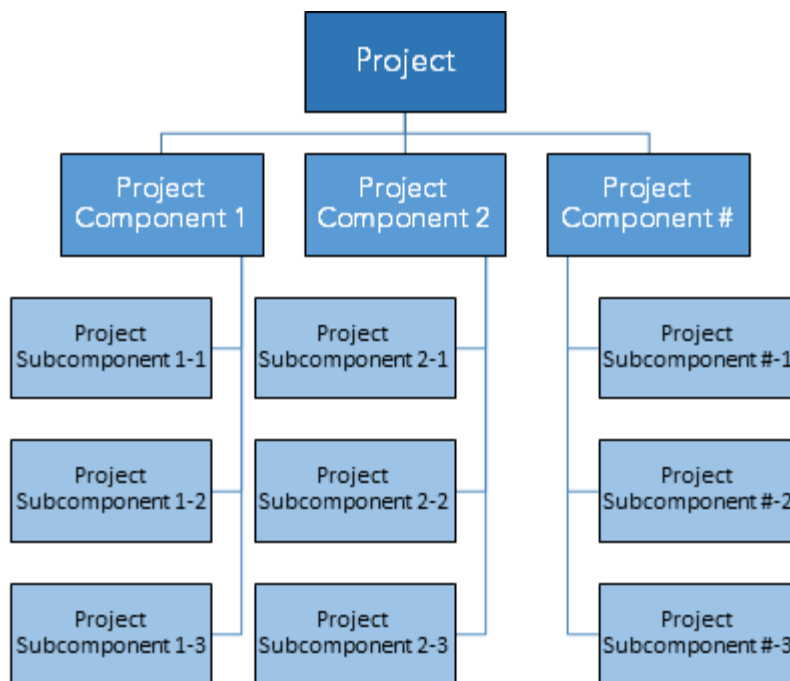 Project
Project
Component 1
Project
Component 2
Project
Component #
Project
Subcomponent 1-1
Project
Subcomponent 2-1
Project
Subcomponent #-1
Project
Subcomponent 1-2
Project
Subcomponent 2-2
Project
Subcomponent #-2
Project
Subcomponent 1-3
Project
Subcomponent 2-3
Project
Subcomponent #-3